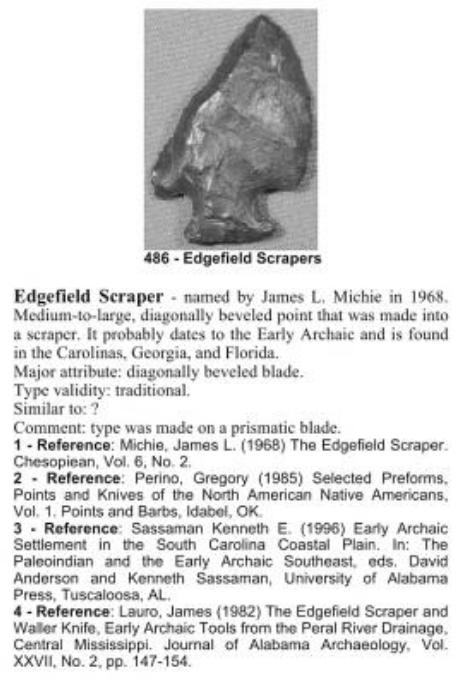 486 - Edgefield Scrapers
Edgefield Scraper - named by James L. Michie in 1968.
Medium-to-large, diagonally beveled point that was made into
a scraper. It probably dates to the Early Archaic and is found
in the Carolinas, Georgia, and Florida.
Major attribute: diagonally beveled blade.
Type validity: traditional.
Similar to: ?
Comment: type was made on a prismatic blade.
1 - Reference: Michie, James L. (1968) The Edgefield Scraper.
Chesopiean, Vol. 6, No. 2.
2 - Reference: Perino, Gregory (1985) Selected Preforms,
Points and Knives of the North American Native Americans,
Vol. 1. Points and Barbs, Idabel, OK.
3 - Reference: Sassaman Kenneth E. (1996) Early Archaic
Settlement in the South Carolina Coastal Plain. In: The
Paleoindian and the Early Archaic Southeast, eds. David
Anderson and Kenneth Sassaman, University of Alabama
Press, Tuscaloosa, AL.
4 - Reference: Lauro, James (1982) The Edgefield Scraper and
Waller Knife, Early Archaic Tools from the Peral River Drainage,
Central Mississippi. Journal of Alabama Archaeology, Vol.
XXVII, No. 2, pp. 147-154.